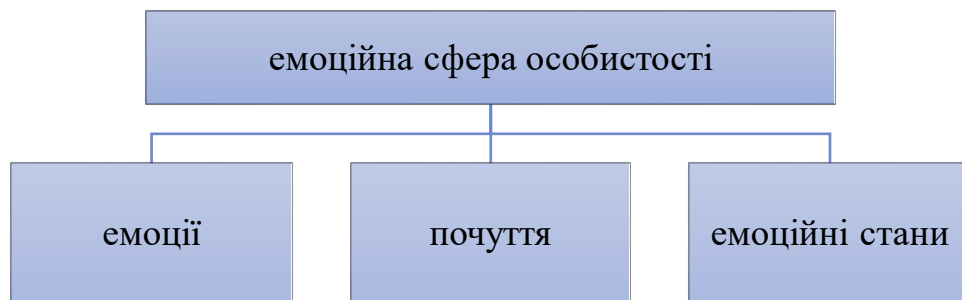 емоційна сфера особистості
емоції
почуття
емоційні стани